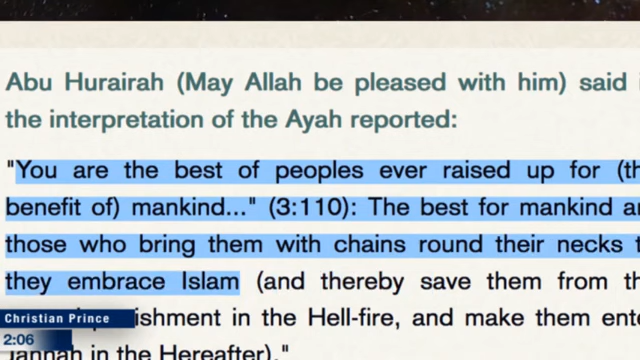 Abu Hurairah (May Allah be pleased with him) said
the interpretation of the Ayah reported:
"You are the best of peoples ever raised up for
benefit of) mankind..." (3:110): The best for mankind
those who bring them with chains round their necks
they embrace Islam (and thereby save them from
in the Hell-fire, and make them
Jannah in the Hereafter)."
Christian Prince
2:06